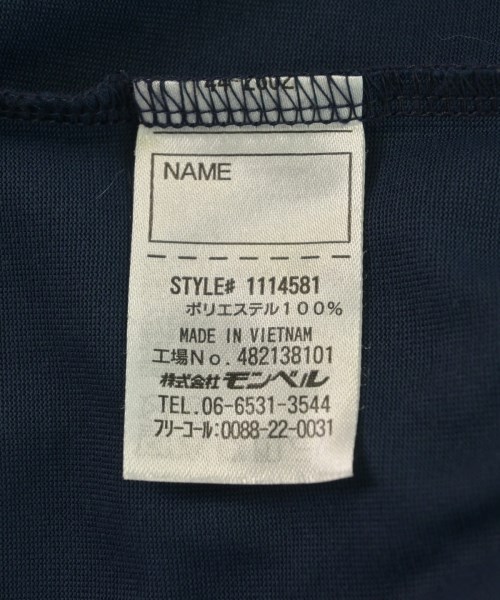 NAME
STYLE# 1114581
ポリエステル100%
MADE IN VIETNAM
工場No. 482138101
株式会社モンベル
TEL.06-6531-3544
フリーコール:0088-22-0031